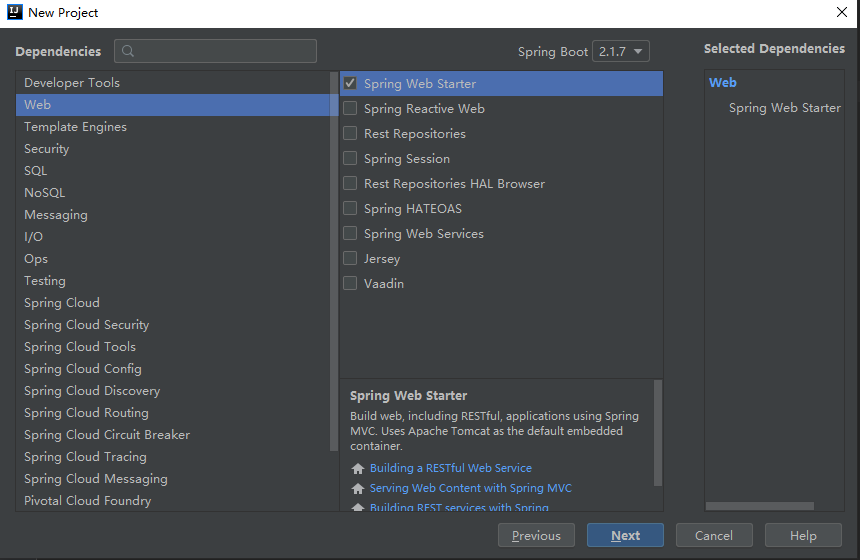 New Project
Dependencies
Spring Boot 2.1.7
Selected Dependencies
Developer Tools
Web
Template Engines
Security
SQL
NoSQL
Messaging
I/O
Ops
Testing
Spring Cloud
Spring Cloud Security
Spring Cloud Tools
Spring Cloud Config
Spring Cloud Discovery
Spring Cloud Routing
Spring Cloud Circuit Breaker
Spring Cloud Tracing
Spring Cloud Messaging
Pivotal Cloud Foundry
Spring Web Starter
Spring Reactive Web
Rest Repositories
Spring Session
Rest Repositories HAL Browser
Spring HATEOAS
Spring Web Services
Jersey
Vaadin
Spring Web Starter
Build web, including RESTful, applications using Spring
MVC. Uses Apache Tomcat as the default embedded
container.
Building a RESTful Web Service
Serving Web Content with Spring MVC
Building REST services with Spring
Web
Spring Web Starter
Previous
Next
Cancel
Help